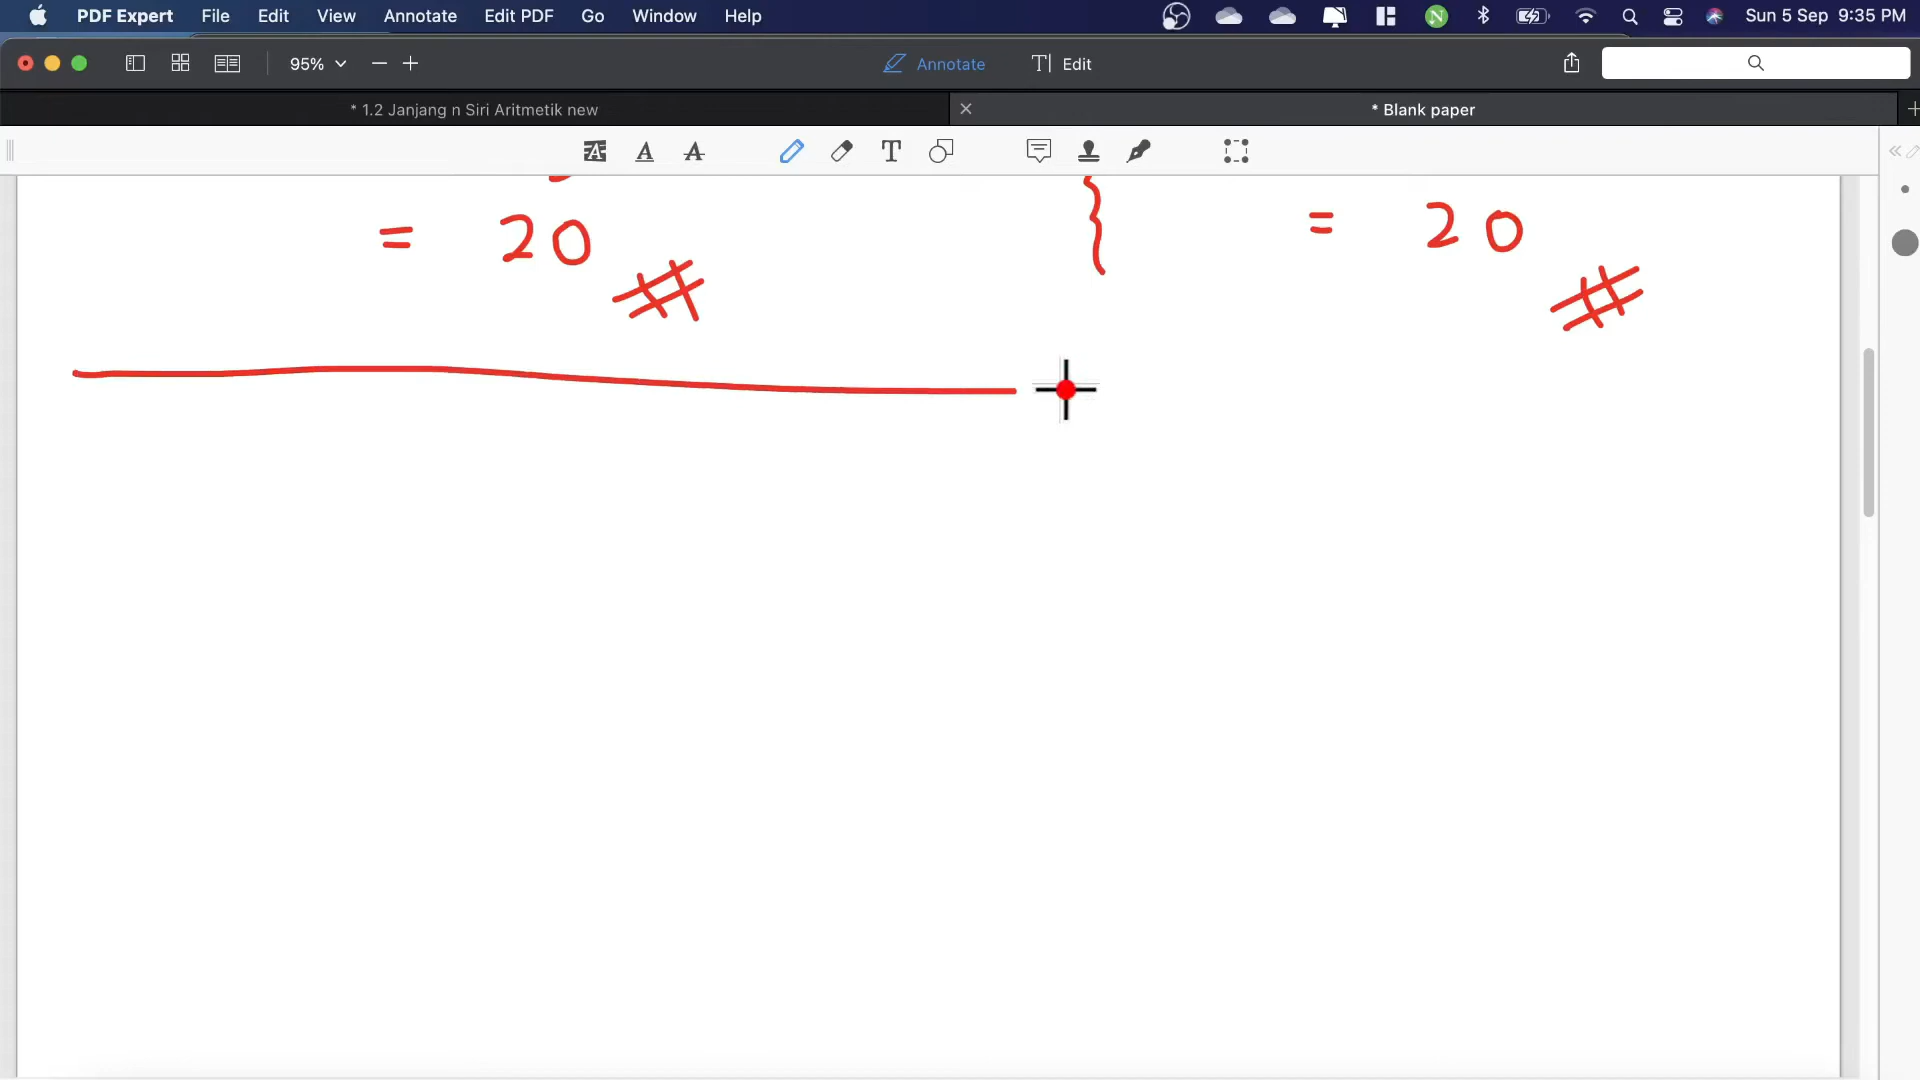 PDF Expert File Edit View Annotate Edit PDF Go Window Help Sun 5 Sep 9:35 PM
95% Annotate Edit
* 1.2 Janjang n Siri Aritmetik new * Blank paper
= 20 = 20